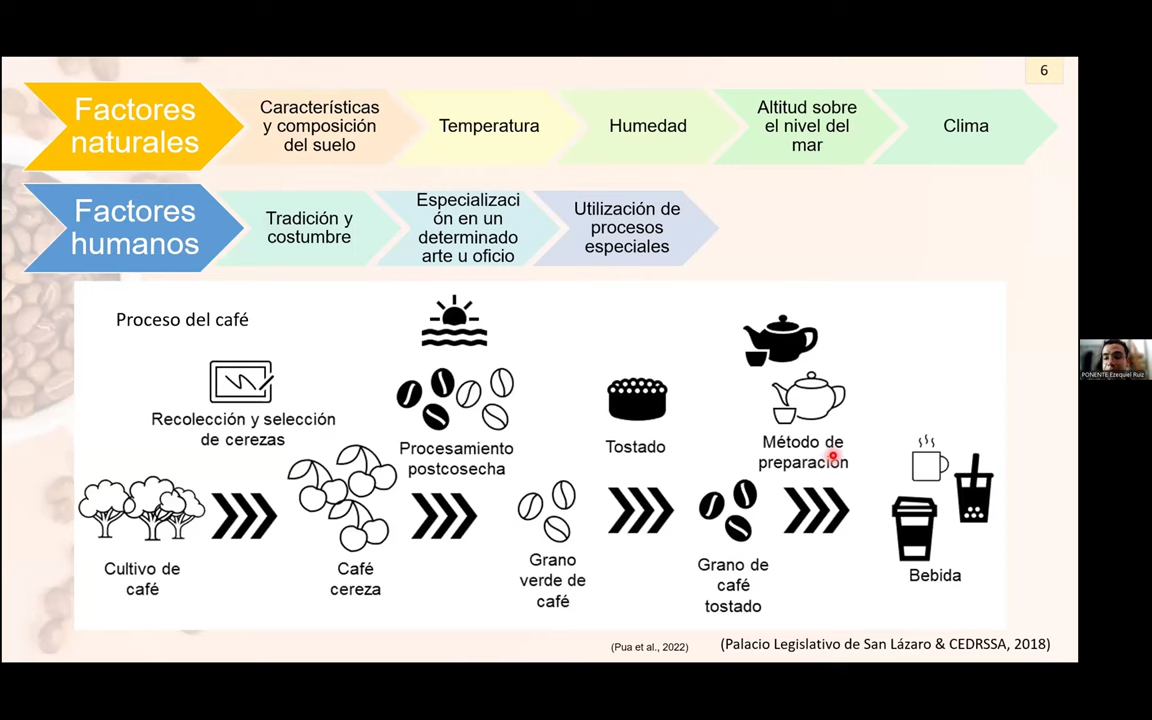 6
Factores
naturales
Características
y composición
del suelo
Temperatura
Humedad
Altitud sobre
el nivel del
mar
Clima
Factores
humanos
Tradición y
costumbre
Especializaci
ón en un
determinado
arte u oficio
Utilización de
procesos
especiales
Proceso del café
Recolección y selección
de cerezas
Procesamiento
postcosecha
Tostado
Método de
preparación
Cultivo de
café
Café
cereza
Grano
verde de
café
Grano de
café
tostado
Bebida
(Pua et al., 2022)
(Palacio Legislativo de San Lázaro & CEDRSSA, 2018)
PONENTE Ezequiel Ruiz